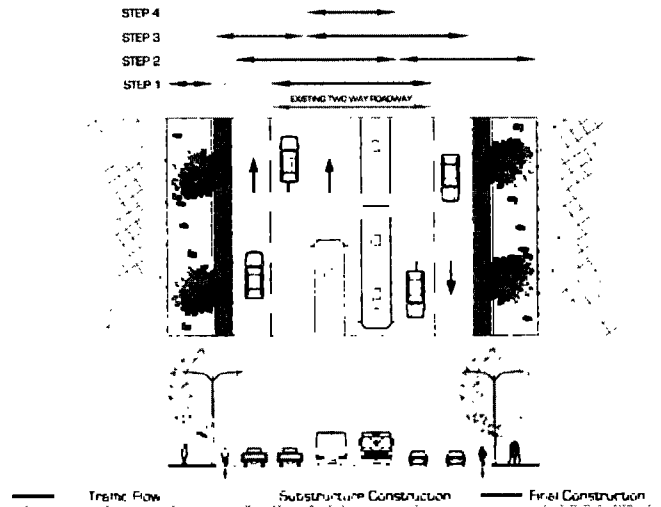 STEP 4
STEP 3
STEP 2
STEP 1
EXISTING TWO WAY ROADWAY
Traffic Flow Substructure Construction Final Construction